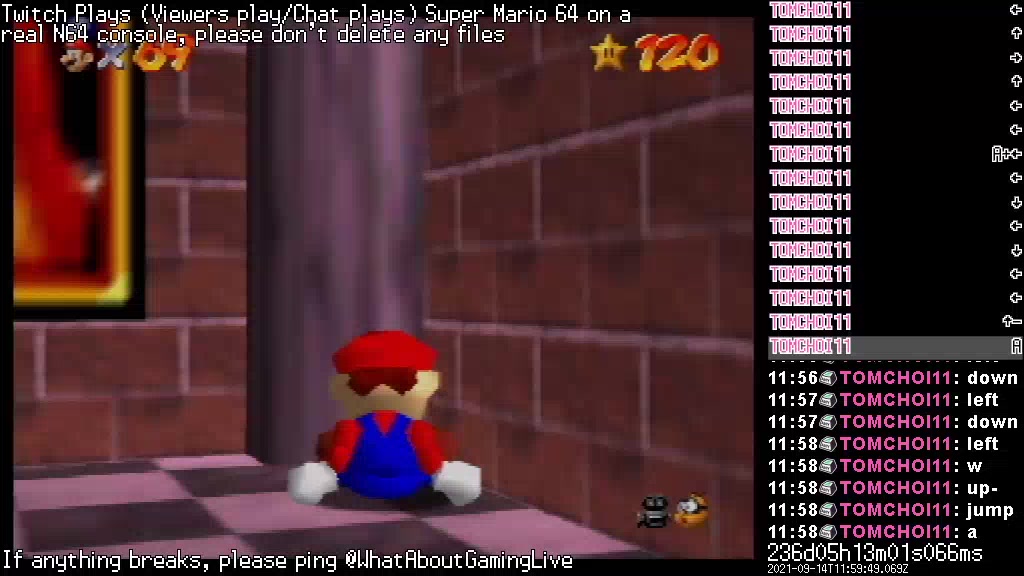 Twitch Plays (Viewers play/Chat plays) Super Mario 64 on a
real N64 console, please don't delete any files
120
TOMCHOI11 ←
TOMCHOI11 ↑
TOMCHOI11 →
TOMCHOI11 ↑
TOMCHOI11 ←
TOMCHOI11 ←
TOMCHOI11 A+←
TOMCHOI11 ←
TOMCHOI11 ↓
TOMCHOI11 ←
TOMCHOI11 ↓
TOMCHOI11 ←
TOMCHOI11 ←
TOMCHOI11 ↑-
TOMCHOI11 A
11:56 TOMCHOI11: down
11:57 TOMCHOI11: left
11:57 TOMCHOI11: down
11:58 TOMCHOI11: left
11:58 TOMCHOI11: w
11:58 TOMCHOI11: up-
11:58 TOMCHOI11: jump
11:58 TOMCHOI11: a
236d05h13m01s066ms
2021-09-14T11:59:49.069Z
If anything breaks, please ping @WhatAboutGamingLive